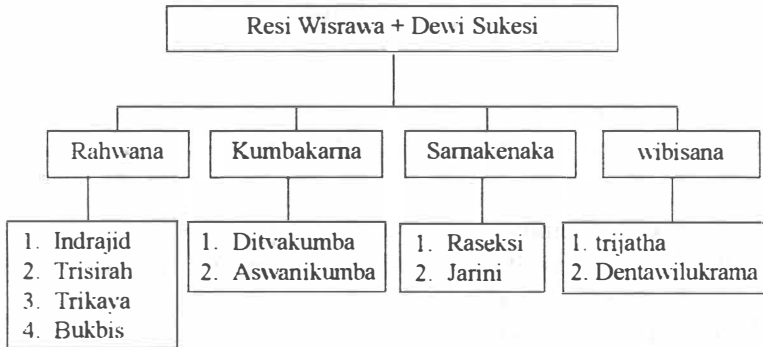 Resi Wisrawa + Dewi Sukesi
Rahwana
Kumbakarna
Sarnakenaka
wibisana
1. Indrajid
2. Trisirah
3. Trikaya
4. Bukbis
1. Ditvakumba
2. Aswanikumba
1. Raseksi
2. Jarini
1. trijatha
2. Dentawilukrama